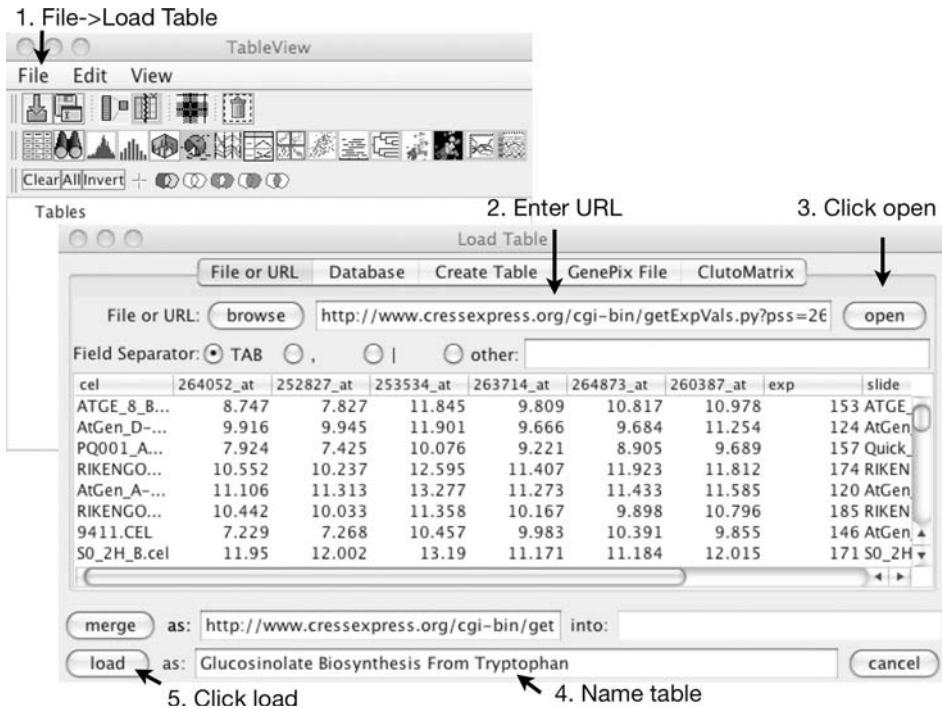 1. File->Load Table
TableView
File Edit View
Clear All Invert
Tables
2. Enter URL 3. Click open
Load Table
File or URL Database Create Table GenePix File ClutoMatrix
File or URL: browse http://www.cressexpress.org/cgi-bin/getExpVals.py?pss=26 open
Field Separator: TAB , | other:
cel 264052_at 252827_at 253534_at 263714_at 264873_at 260387_at exp slide
ATGE_8_B... 8.747 7.827 11.845 9.809 10.817 10.978 153 ATGE_
AtGen_D-... 9.916 9.945 11.901 9.666 9.684 11.254 124 AtGen
PQ001_A... 7.924 7.425 10.076 9.221 8.905 9.689 157 Quick_
RIKENGO... 10.552 10.237 12.595 11.407 11.923 11.812 174 RIKEN
AtGen_A-... 11.106 11.313 13.277 11.273 11.433 11.585 120 AtGen
RIKENGO... 10.442 10.033 11.358 10.167 9.898 10.796 185 RIKEN
9411.CEL 7.229 7.268 10.457 9.983 10.391 9.855 146 AtGen
S0_2H_B.cel 11.95 12.002 13.19 11.171 11.184 12.015 171 S0_2H
merge as: http://www.cressexpress.org/cgi-bin/get into:
load as: Glucosinolate Biosynthesis From Tryptophan cancel
5. Click load 4. Name table